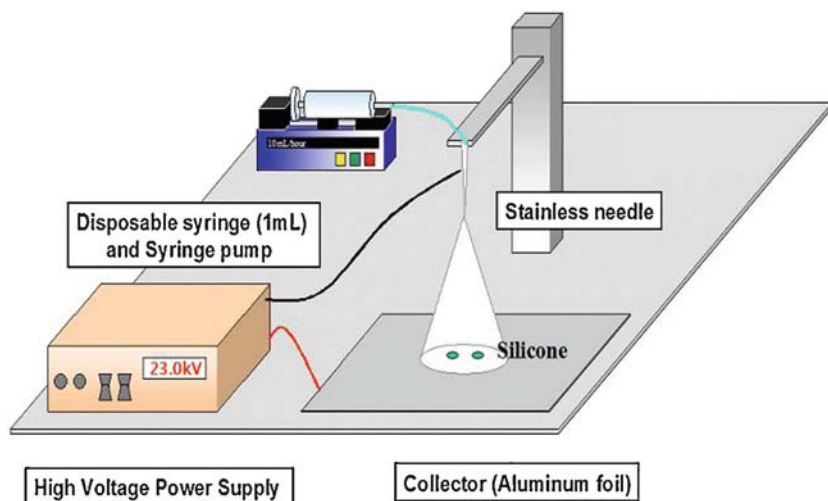 10mL/hour
Disposable syringe (1mL)
and Syringe pump
Stainless needle
23.0kV
Silicone
High Voltage Power Supply
Collector (Aluminum foil)